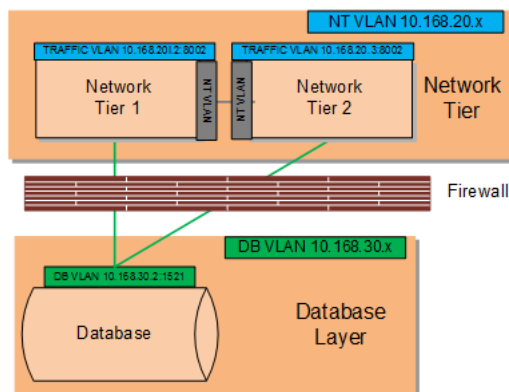 NT VLAN 10.168.20.x
TRAFFIC VLAN 10.168.20l.2:8002
TRAFFIC VLAN 10.168.20.3:8002
Network
Tier 1
NT VLAN
NT VLAN
Network
Tier 2
Network
Tier
Firewall
DB VLAN 10.168.30.x
DB VLAN 10.168.30.2:1521
Database
Database
Layer